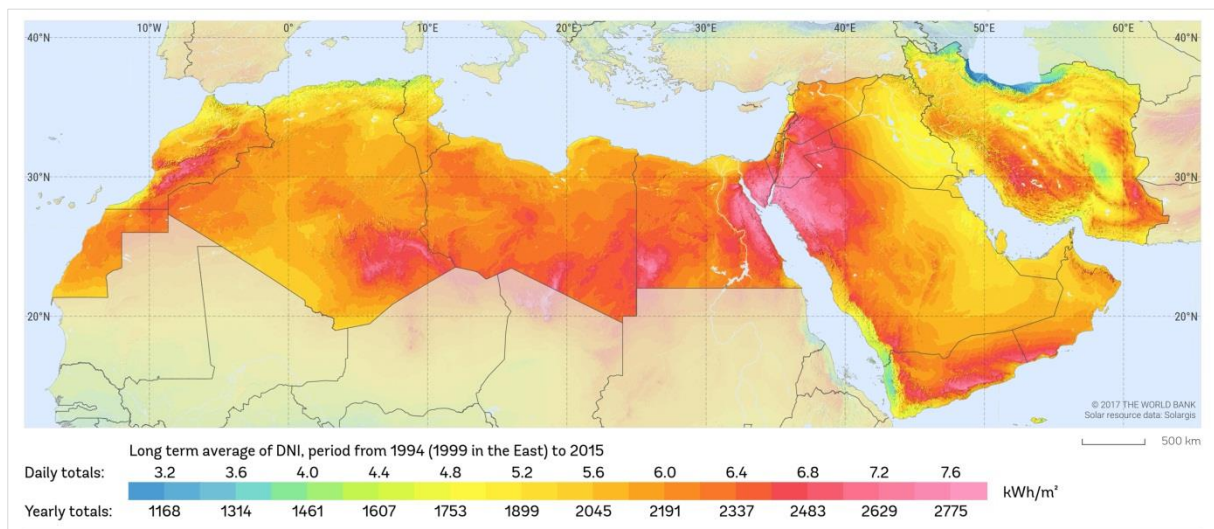 10°W 0° 10°E 20°E 30°E 40°E 50°E 60°E
40°N 40°N
30°N 30°N
20°N 20°N
© 2017 THE WORLD BANK
Solar resource data: Solargis
500 km
Long term average of DNI, period from 1994 (1999 in the East) to 2015
Daily totals: 3.2 3.6 4.0 4.4 4.8 5.2 5.6 6.0 6.4 6.8 7.2 7.6
kWh/m²
Yearly totals: 1168 1314 1461 1607 1753 1899 2045 2191 2337 2483 2629 2775